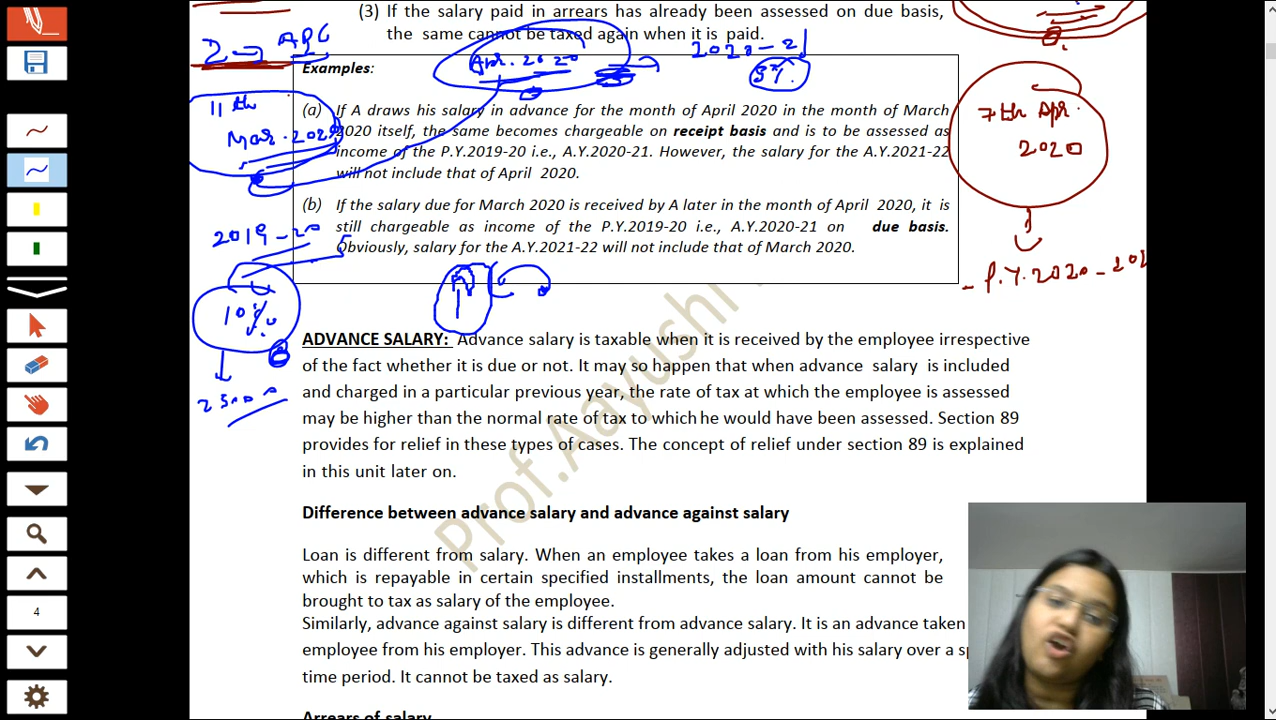 (3) If the salary paid in arrears has already been assessed on due basis,
the same cannot be taxed again when it is paid.
2 → ABC
Apr. 2020
2020-21
5%.
Examples:
11th
Mar. 2020
7th Apr.
2020
(a) If A draws his salary in advance for the month of April 2020 in the month of March
2020 itself, the same becomes chargeable on receipt basis and is to be assessed as
income of the P.Y.2019-20 i.e., A.Y.2020-21. However, the salary for the A.Y.2021-22
will not include that of April 2020.
(b) If the salary due for March 2020 is received by A later in the month of April 2020, it is
still chargeable as income of the P.Y.2019-20 i.e., A.Y.2020-21 on due basis.
Obviously, salary for the A.Y.2021-22 will not include that of March 2020.
2019-20
P.Y.2020-202
10%
ADVANCE SALARY: Advance salary is taxable when it is received by the employee irrespective
of the fact whether it is due or not. It may so happen that when advance salary is included
and charged in a particular previous year, the rate of tax at which the employee is assessed
may be higher than the normal rate of tax to which he would have been assessed. Section 89
provides for relief in these types of cases. The concept of relief under section 89 is explained
in this unit later on.
Prof.Aayushi
Difference between advance salary and advance against salary
Loan is different from salary. When an employee takes a loan from his employer,
which is repayable in certain specified installments, the loan amount cannot be
brought to tax as salary of the employee.
Similarly, advance against salary is different from advance salary. It is an advance taken
employee from his employer. This advance is generally adjusted with his salary over a sp
time period. It cannot be taxed as salary.
Arrears of salary
4